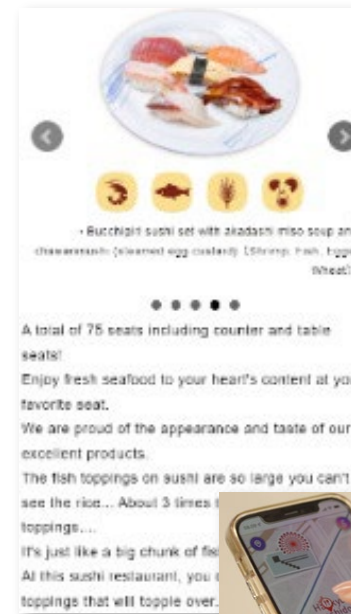 • Bucchigiri sushi set with akadashi miso soup an
chawanmushi (steamed egg custard) (Shrimp, Fish, Eggs
Wheat)
A total of 75 seats including counter and table
seats!
Enjoy fresh seafood to your heart's content at you
favorite seat.
We are proud of the appearance and taste of our
excellent products.
The fish toppings on sushi are so large you can't
see the rice... About 3 times
toppings....
It's just like a big chunk of
At this sushi restaurant, you
toppings that will topple over.